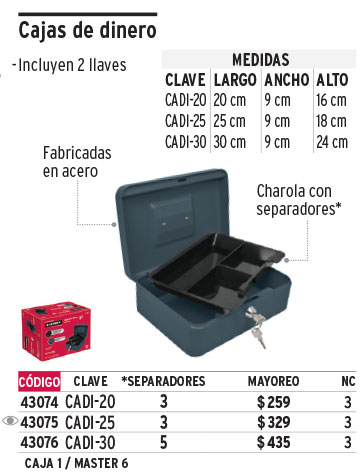 Cajas de dinero
-Incluyen 2 llaves
MEDIDAS
CLAVE LARGO ANCHO ALTO
CADI-20 20 cm 9 cm 16 cm
CADI-25 25 cm 9 cm 18 cm
CADI-30 30 cm 9 cm 24 cm
Fabricadas
en acero
Charola con
separadores*
CÓDIGO CLAVE *SEPARADORES MAYOREO NC
43074 CADI-20 3 $259 3
43075 CADI-25 3 $329 3
43076 CADI-30 5 $435 3
CAJA 1 / MASTER 6